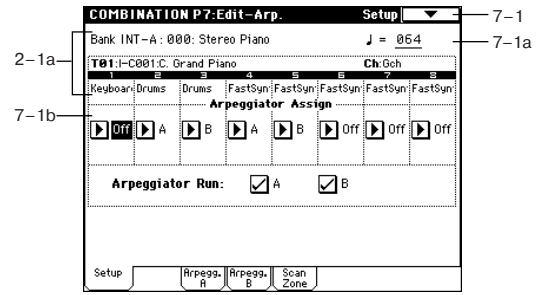 COMBINATION P7:Edit-Arp. Setup
7-1
Bank INT-A: 000: Stereo Piano ♩ = 064
7-1a
2-1a
T01:I-C001:C. Grand Piano Ch:Gch
1 2 3 4 5 6 7 8
Keyboar Drums Drums FastSyn FastSyn FastSyn FastSyn FastSyn
Arpeggiator Assign
7-1b
Off A B A B Off Off Off
Arpeggiator Run: A B
Setup Arpegg. A Arpegg. B Scan Zone